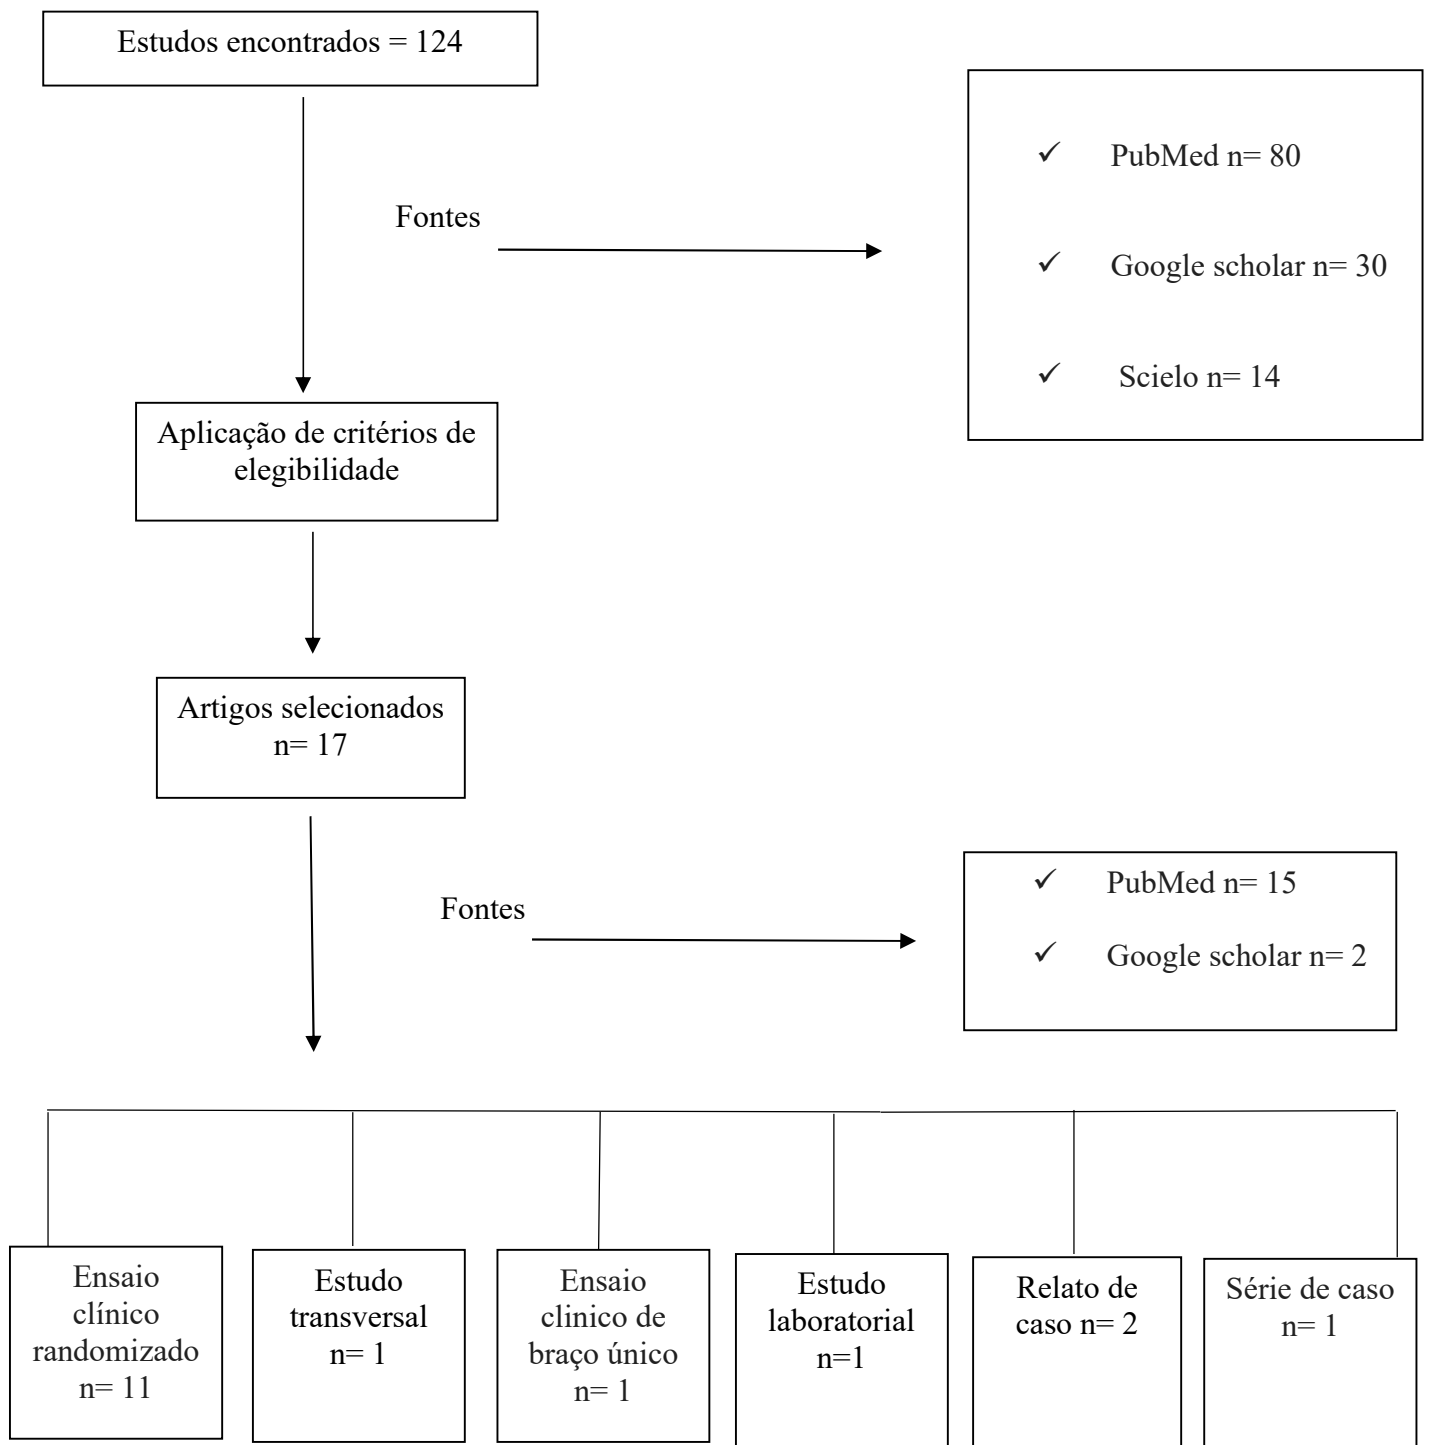 Estudos encontrados = 124
✓ PubMed n= 80
Fontes
✓ Google scholar n= 30
✓ Scielo n= 14
Aplicação de critérios de
elegibilidade
Artigos selecionados
n= 17
✓ PubMed n= 15
Fontes
✓ Google scholar n= 2
Ensaio
clínico
randomizado
n= 11
Estudo
transversal
n= 1
Ensaio
clinico de
braço único
n= 1
Estudo
laboratorial
n=1
Relato de
caso n= 2
Série de caso
n= 1